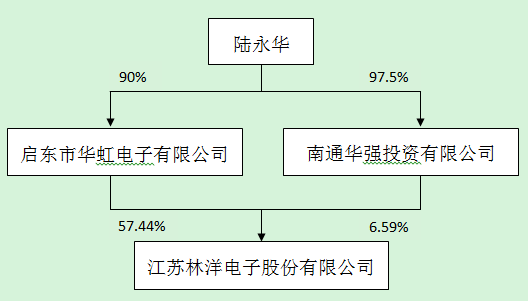 陆永华
90%
97.5%
启东市华虹电子有限公司
南通华强投资有限公司
57.44%
6.59%
江苏林洋电子股份有限公司